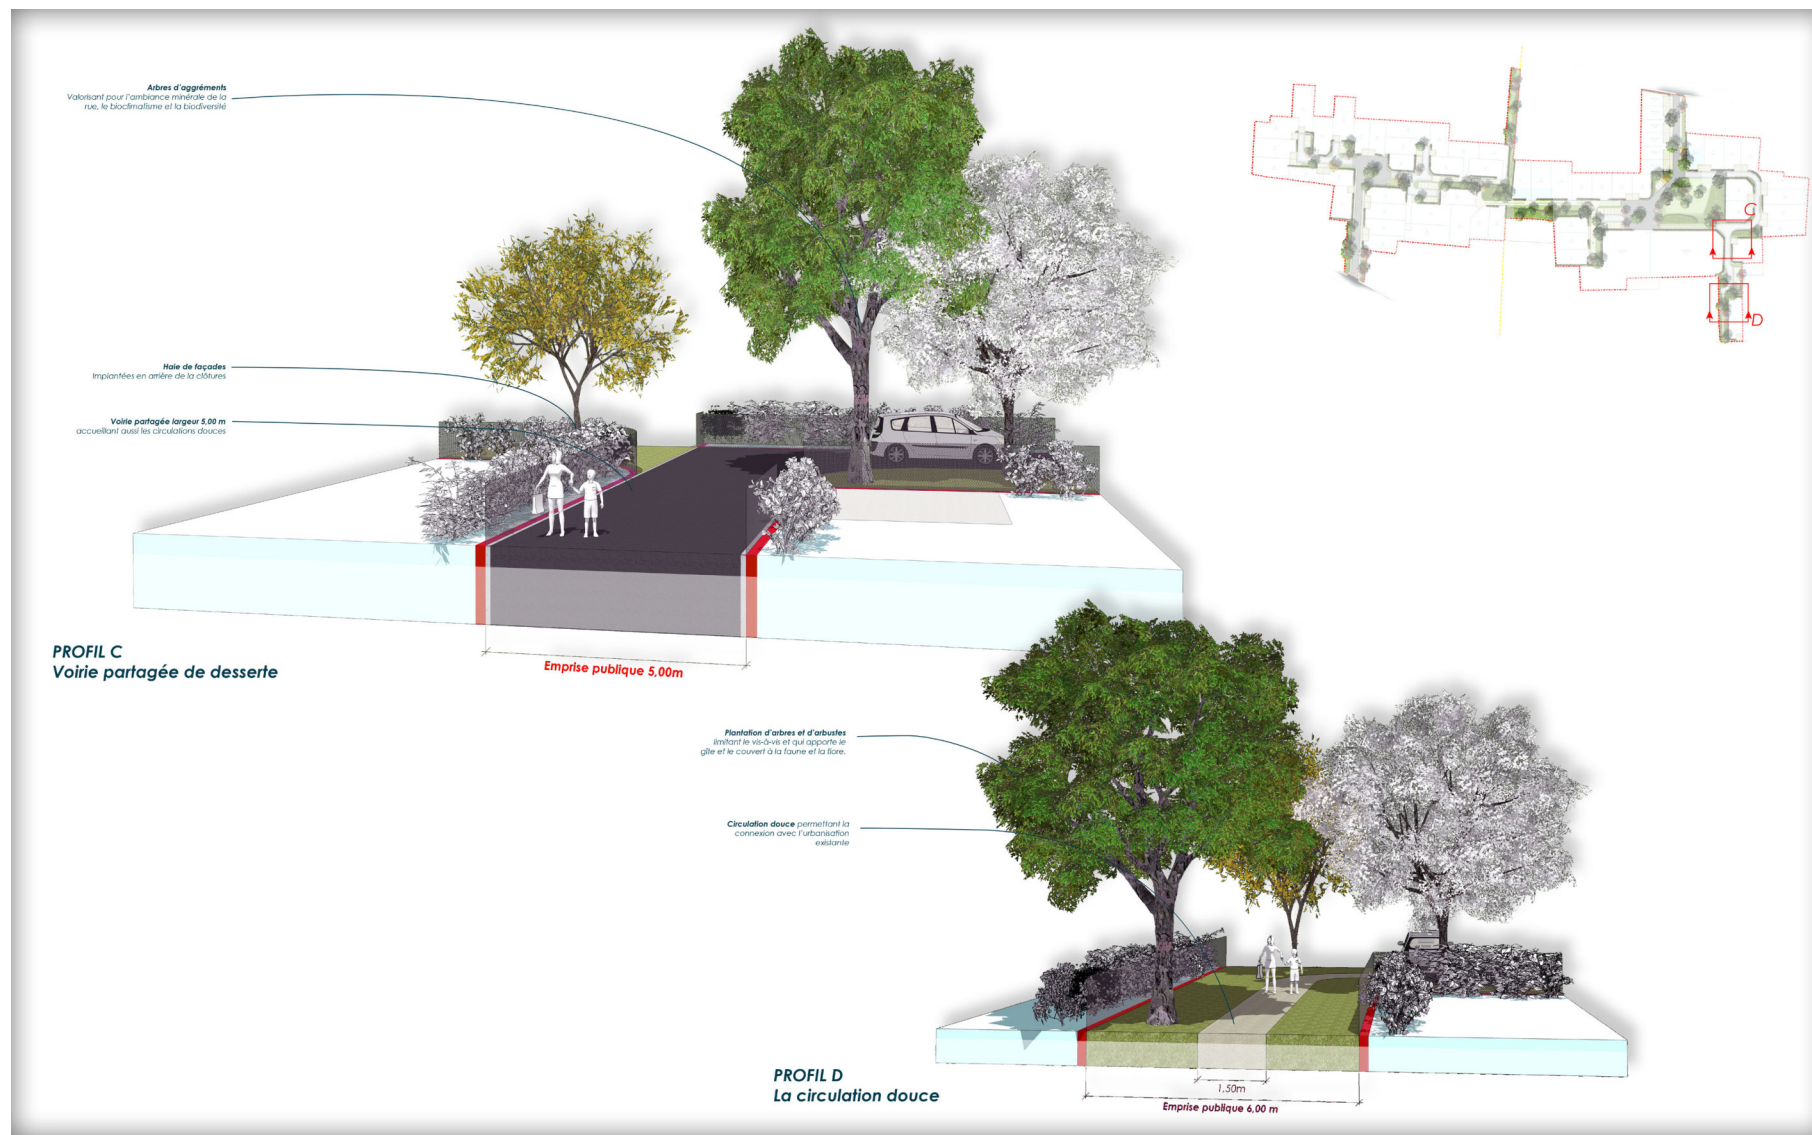 Arbres d'aggréments
Valorisant pour l'ambiance minérale de la
rue, le bioclimatisme et la biodiversité
Haie de façades
Implantées en arrière de la clôtures
Voirie partagée largeur 5,00 m
accueillant aussi les circulations douces
C
D
PROFIL C
Voirie partagée de desserte
Emprise publique 5,00m
Plantation d'arbres et d'arbustes
limitant le vis-à-vis et qui apporte le
gîte et le couvert à la faune et la flore.
Circulation douce permettant la
connexion avec l'urbanisation
existante
PROFIL D
La circulation douce
1,50m
Emprise publique 6,00 m